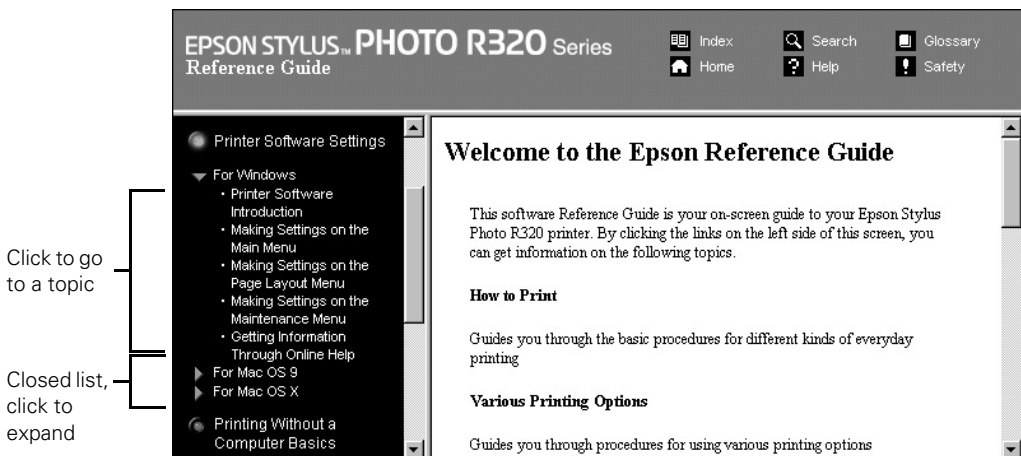 EPSON STYLUS™ PHOTO R320 Series
Reference Guide
Index
Search
Glossary
Home
Help
Safety
Click to go
to a topic
Closed list,
click to
expand
Printer Software Settings
For Windows
• Printer Software
Introduction
• Making Settings on the
Main Menu
• Making Settings on the
Page Layout Menu
• Making Settings on the
Maintenance Menu
• Getting Information
Through Online Help
For Mac OS 9
For Mac OS X
Printing Without a
Computer Basics
Welcome to the Epson Reference Guide
This software Reference Guide is your on-screen guide to your Epson Stylus
Photo R320 printer. By clicking the links on the left side of this screen, you
can get information on the following topics.
How to Print
Guides you through the basic procedures for different kinds of everyday
printing
Various Printing Options
Guides you through procedures for using various printing options